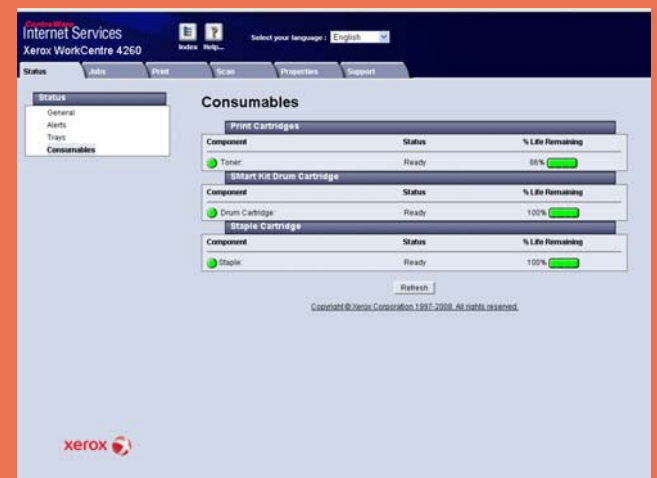 CentreWare
Internet Services
Xerox WorkCentre 4260
Index Help...
Select your language : English
Status Jobs Print Scan Properties Support
Status
General
Alerts
Trays
Consumables
Consumables
Print Cartridges
Component Status % Life Remaining
Toner: Ready 86%
SMart Kit Drum Cartridge
Component Status % Life Remaining
Drum Cartridge: Ready 100%
Staple Cartridge
Component Status % Life Remaining
Staple: Ready 100%
Refresh
Copyright © Xerox Corporation 1997-2008. All rights reserved.
xerox